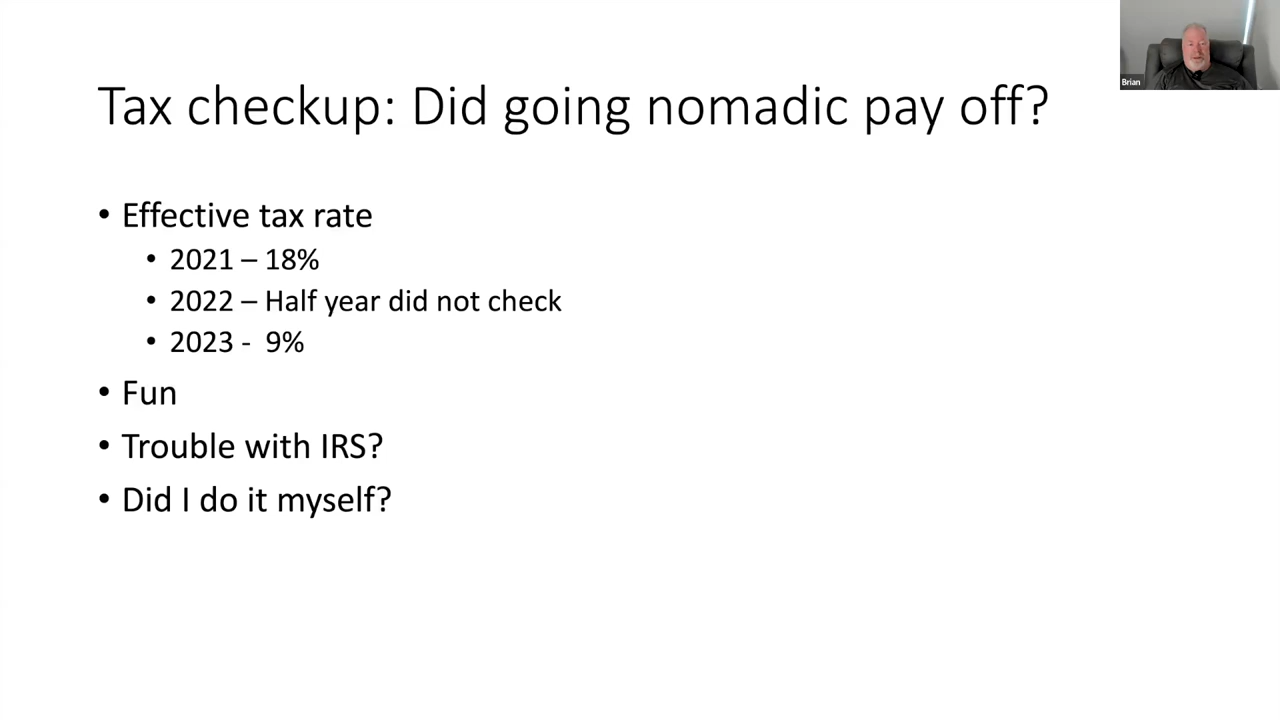 Tax checkup: Did going nomadic pay off?
• Effective tax rate
• 2021 – 18%
• 2022 – Half year did not check
• 2023 -  9%
• Fun
• Trouble with IRS?
• Did I do it myself?
Brian